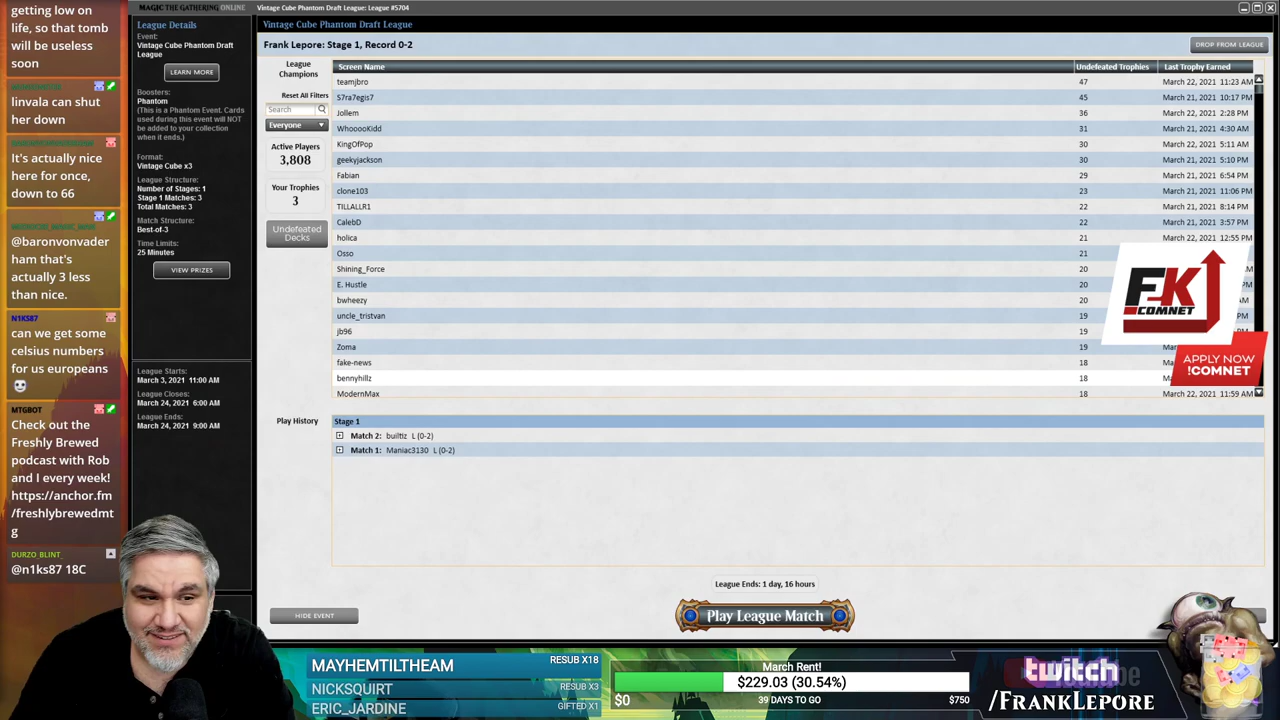 getting low on
life, so that tomb
will be useless
soon
linvala can shut
her down
It's actually nice
here for once,
down to 66
@baronvonvader
ham that's
actually 3 less
than nice.
N1KS87
can we get some
celsius numbers
for us europeans
MTGBOT
Check out the
Freshly Brewed
podcast with Rob
and I every week!
https://anchor.fm
/freshlybrewedmt
g
DURZO_BLINT_
@n1ks87 18C
MAGIC THE GATHERING ONLINE
League Details
Event:
Vintage Cube Phantom Draft
League
LEARN MORE
Boosters:
Phantom
(This is a Phantom Event. Cards
used during this event will NOT
be added to your collection
when it ends.)
Format:
Vintage Cube x3
League Structure:
Number of Stages: 1
Stage 1 Matches: 3
Total Matches: 3
Match Structure:
Best-of-3
Time Limits:
25 Minutes
VIEW PRIZES
League Starts:
March 3, 2021 11:00 AM
League Closes:
March 24, 2021 6:00 AM
League Ends:
March 24, 2021 9:00 AM
Vintage Cube Phantom Draft League: League #5704
Vintage Cube Phantom Draft League
Frank Lepore: Stage 1, Record 0-2
DROP FROM LEAGUE
League
Champions
Reset All Filters
Search
Everyone
Active Players
3,808
Your Trophies
3
Undefeated
Decks
Screen Name Undefeated Trophies Last Trophy Earned
teamjbro 47 March 22, 2021 11:23 AM
S7ra7egis7 45 March 21, 2021 10:17 PM
Jollem 36 March 22, 2021 2:28 PM
WhooooKidd 31 March 21, 2021 4:30 AM
KingOfPop 30 March 22, 2021 5:11 AM
geekyjackson 30 March 21, 2021 5:10 PM
Fabian 29 March 21, 2021 6:54 PM
clone103 23 March 21, 2021 11:06 PM
TILLALLR1 22 March 21, 2021 8:14 PM
CalebD 22 March 21, 2021 3:57 PM
holica 21 March 22, 2021 12:55 PM
Osso 21
Shining_Force 20
E. Hustle 20
bwheezy 20
uncle_tristvan 19
jb96 19
Zoma 19
fake-news 18
bennyhillz 18
ModernMax 18 March 22, 2021 11:59 AM
COMNET
APPLY NOW
!COMNET
Play History
Stage 1
Match 2: builtiz L (0-2)
Match 1: Maniac3130 L (0-2)
League Ends: 1 day, 16 hours
HIDE EVENT
Play League Match
MAYHEMTILTHEAM RESUB X18
NICKSQUIRT RESUB X3
ERIC_JARDINE GIFTED X1
March Rent!
$229.03 (30.54%)
$0 39 DAYS TO GO $750
twitch
/FRANKLEPORE